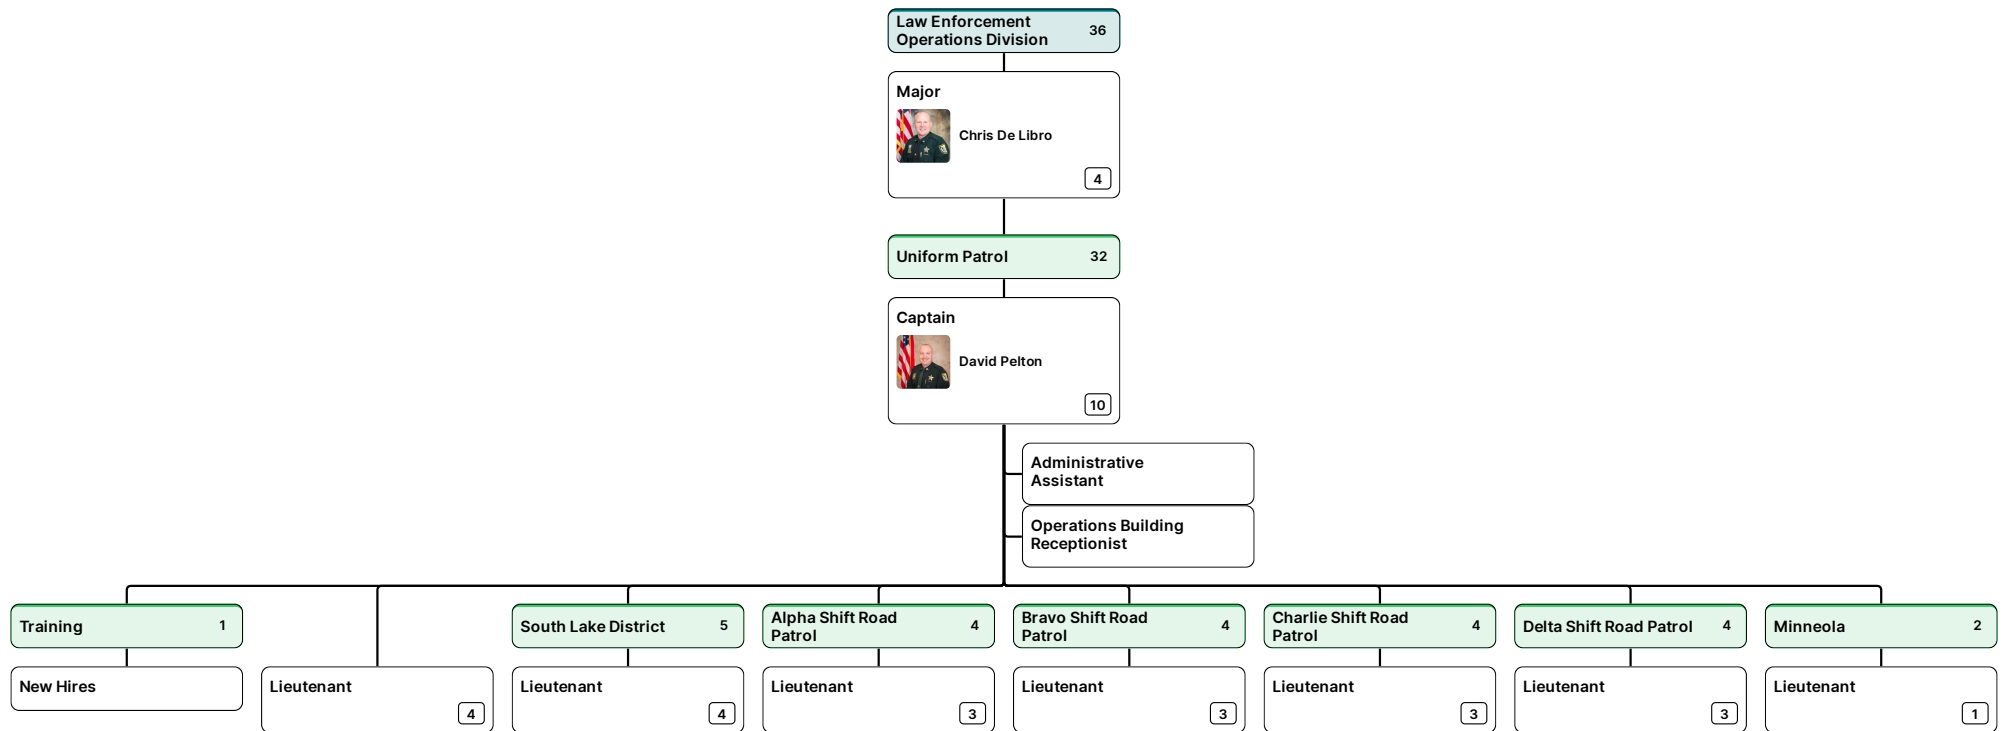 Law Enforcement
Operations Division
36
Major
Chris De Libro
4
Uniform Patrol
32
Captain
David Pelton
10
Administrative
Assistant
Operations Building
Receptionist
Training
1
New Hires
Lieutenant
4
South Lake District
5
Lieutenant
4
Alpha Shift Road
Patrol
4
Lieutenant
3
Bravo Shift Road
Patrol
4
Lieutenant
3
Charlie Shift Road
Patrol
4
Lieutenant
3
Delta Shift Road Patrol
4
Lieutenant
3
Minneola
2
Lieutenant
1